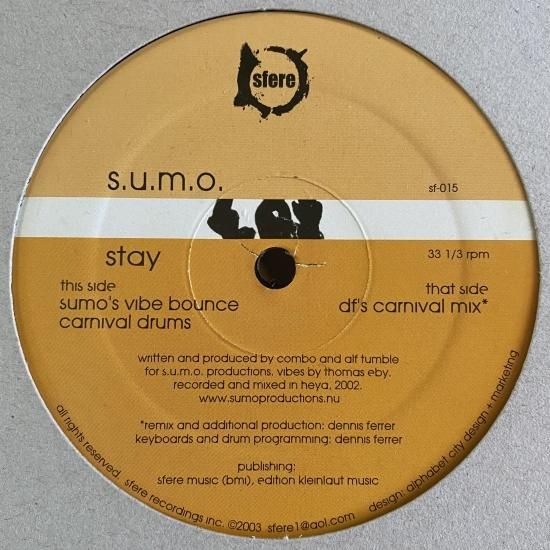 sfere
s.u.m.o.
sf-015
stay
33 1/3 rpm
this side
sumo's vibe bounce
carnival drums
that side
df's carnival mix*
written and produced by combo and alf tumble
for s.u.m.o. productions, vibes by thomas eby.
recorded and mixed in heya, 2002.
www.sumoproductions.nu
*remix and additional production: dennis ferrer
keyboards and drum programming: dennis ferrer
publishing:
sfere music (bmi), edition kleinlaut music
all rights reserved. sfere recordings inc. ©2003 sfere1@aol.com
design: alphabet city design + marketing